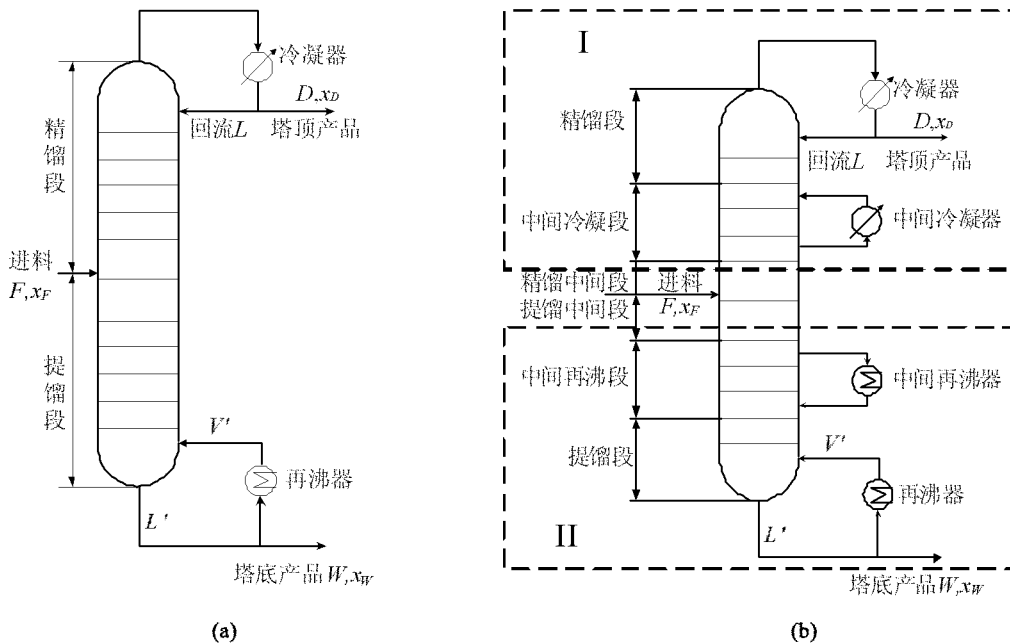 冷凝器
D,xD
回流L
塔顶产品
精馏段
进料
F,xF
提馏段
V'
再沸器
L'
塔底产品W,xW
(a)
I
冷凝器
D,xD
回流L
塔顶产品
精馏段
中间冷凝段
中间冷凝器
精馏中间段
进料
提馏中间段
F,xF
中间再沸段
中间再沸器
提馏段
V'
再沸器
II
L'
塔底产品W,xW
(b)